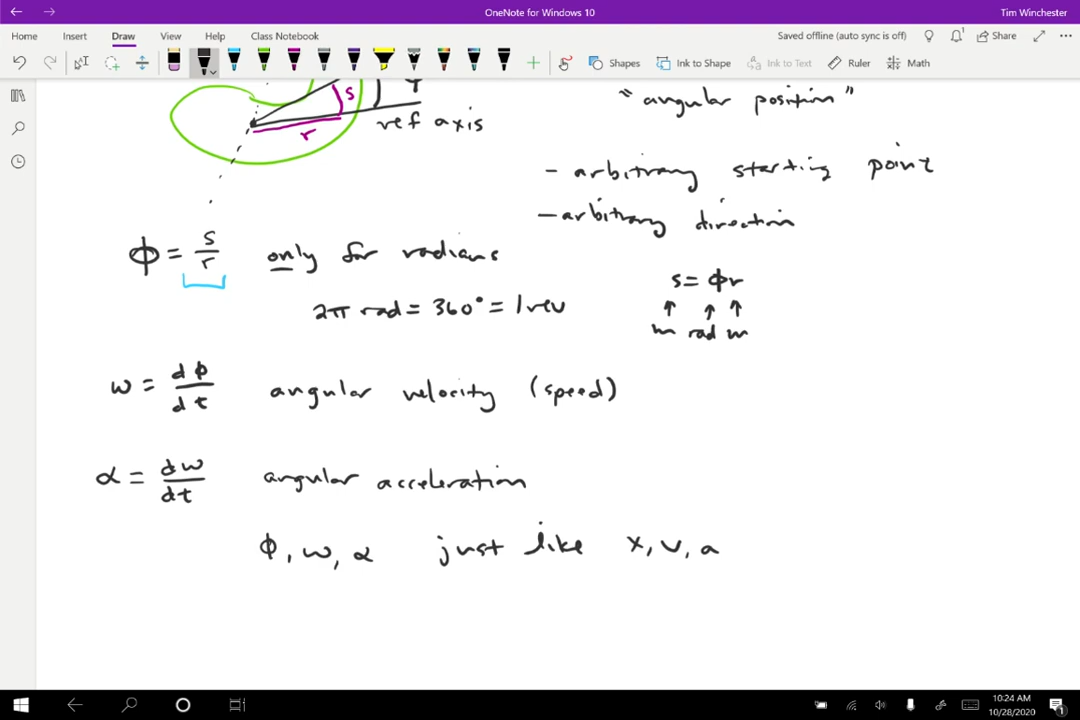 OneNote for Windows 10
Tim Winchester
Home Insert Draw View Help Class Notebook
Saved offline (auto sync is off)
Share
Shapes Ink to Shape Ink to Text Ruler Math
s
r
ref axis
"angular position"
- arbitrary starting point
- arbitrary direction
ϕ = s/r only for radians
2π rad = 360° = 1 rev
s = ϕr
↑ ↑ ↑
m rad m
ω = dϕ/dt angular velocity (speed)
α = dω/dt angular acceleration
ϕ, ω, α just like x, v, a
10:24 AM
10/28/2020
1